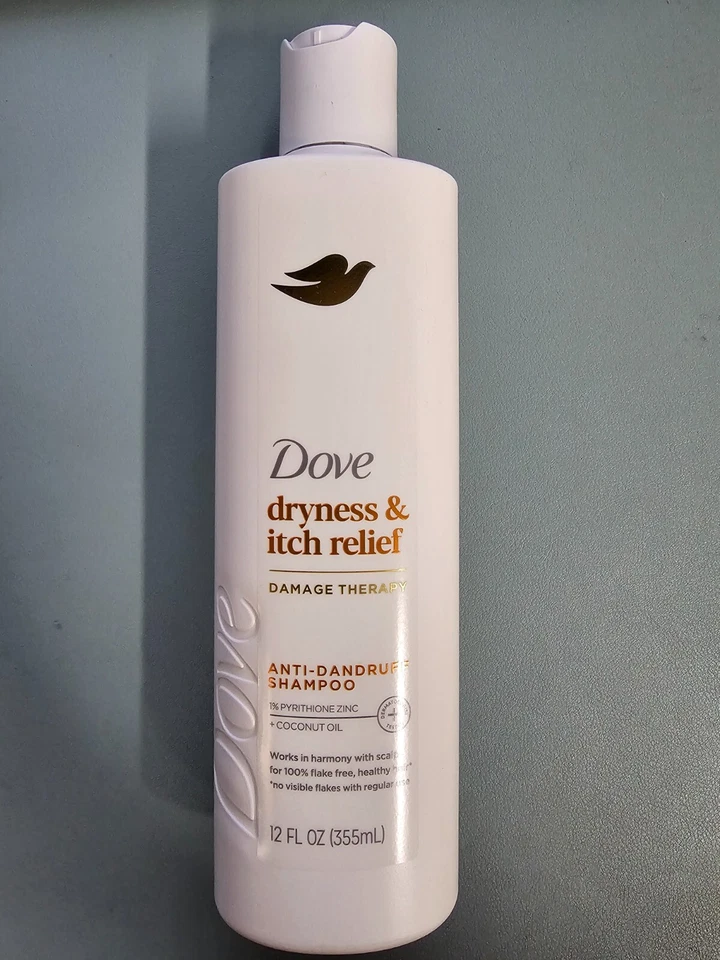 Dove
dryness &
itch relief
DAMAGE THERAPY
ANTI-DANDRUFF
SHAMPOO
1% PYRITHIONE ZINC
+ COCONUT OIL
Works in harmony with scalp
for 100% flake free, healthy hair*
*no visible flakes with regular use
12 FL OZ (355mL)
Dove